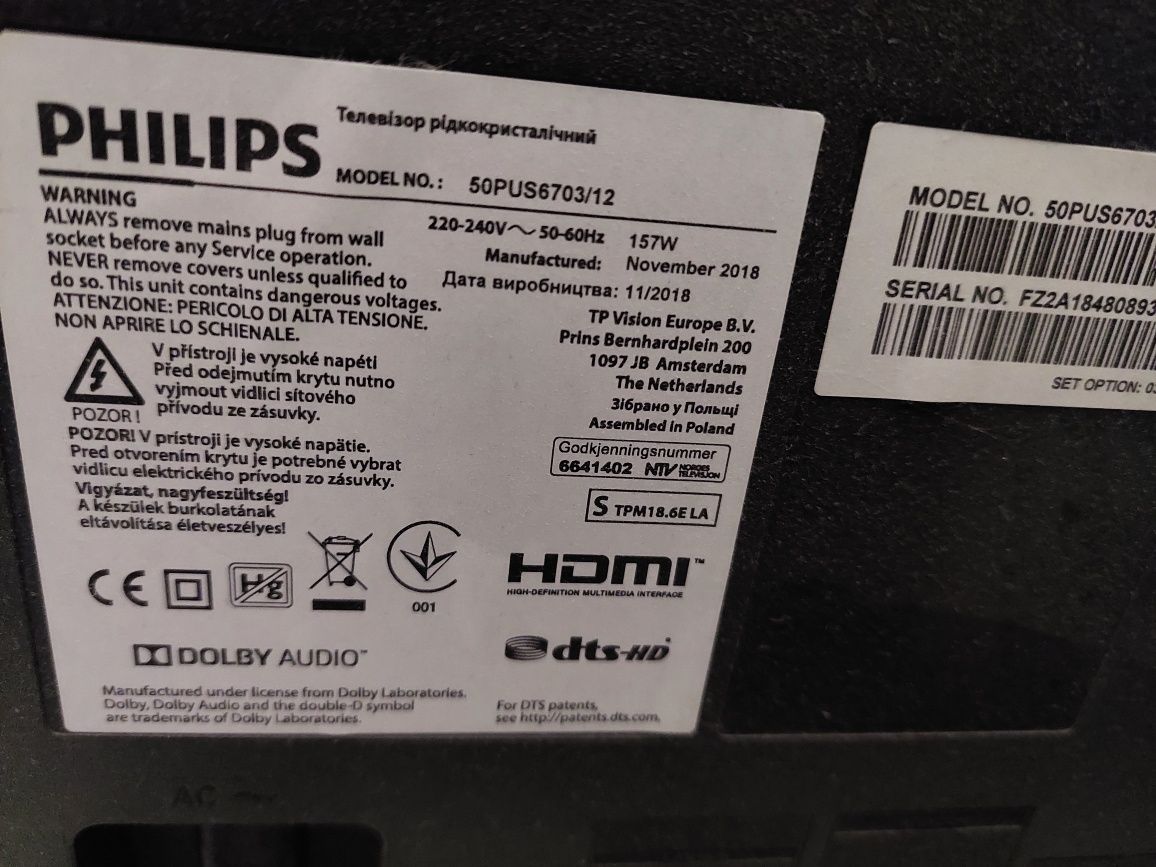 PHILIPS
Телевізор рідкокристалічний
MODEL NO.: 50PUS6703/12
WARNING
ALWAYS remove mains plug from wall
socket before any Service operation.
NEVER remove covers unless qualified to
do so. This unit contains dangerous voltages.
ATTENZIONE: PERICOLO DI ALTA TENSIONE.
NON APRIRE LO SCHIENALE.
V přístroji je vysoké napětí
Před odejmutím krytu nutno
vyjmout vidlici síťového
přívodu ze zásuvky.
POZOR!
POZOR! V prístroji je vysoké napätie.
Pred otvorením krytu je potrebné vybrat
vidlicu elektrického prívodu zo zásuvky.
Vigyázat, nagyfeszültség!
A készülek burkolatának
eltávolítása életveszélyes!
220-240V~ 50-60Hz 157W
Manufactured: November 2018
Дата виробництва: 11/2018
TP Vision Europe B.V.
Prins Bernhardplein 200
1097 JB Amsterdam
The Netherlands
Зібрано у Польщі
Assembled in Poland
Godkjenningsnummer
6641402 NTV NORGES TELEVISJON
S TPM18.6E LA
CE
Hg
001
HDMI™
HIGH-DEFINITION MULTIMEDIA INTERFACE
DOLBY AUDIO™
dts-HD
Manufactured under license from Dolby Laboratories.
Dolby, Dolby Audio and the double-D symbol
are trademarks of Dolby Laboratories.
For DTS patents,
see http://patents.dts.com.
MODEL NO. 50PUS6703
SERIAL NO. FZ2A18480893
SET OPTION: 03
AC